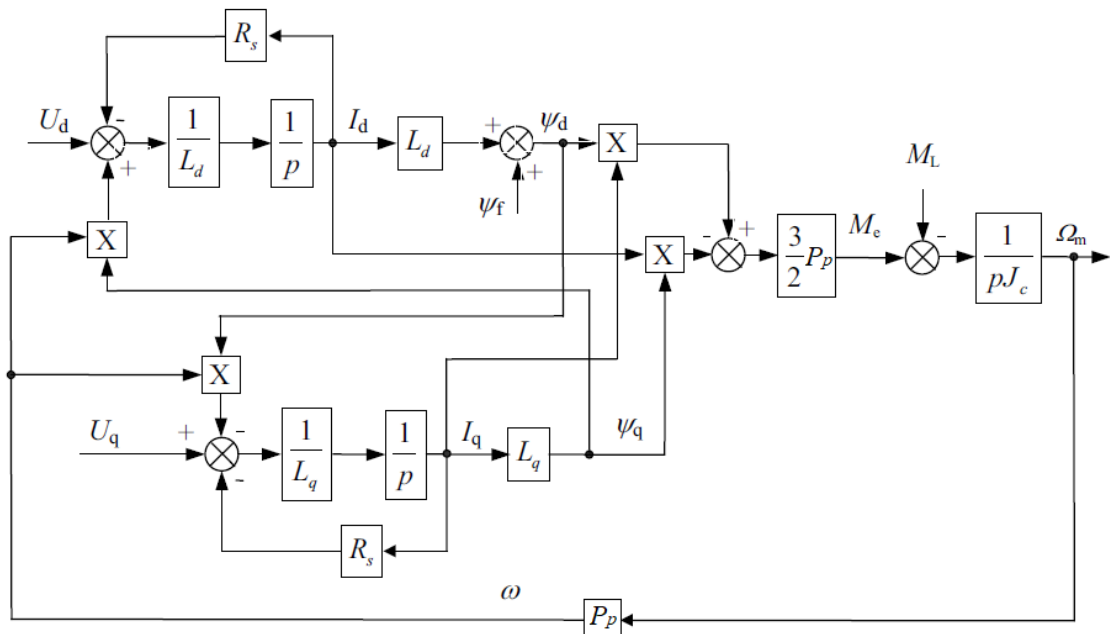 R_s
-
U_d
1/L_d
1/p
I_d
L_d
+
ψ_d
X
+
ψ_f
+
M_L
X
X
-
+
3/2 P_p
M_e
-
1/(pJ_c)
Ω_m
X
U_q
+
-
1/L_q
1/p
I_q
L_q
ψ_q
-
R_s
ω
P_p